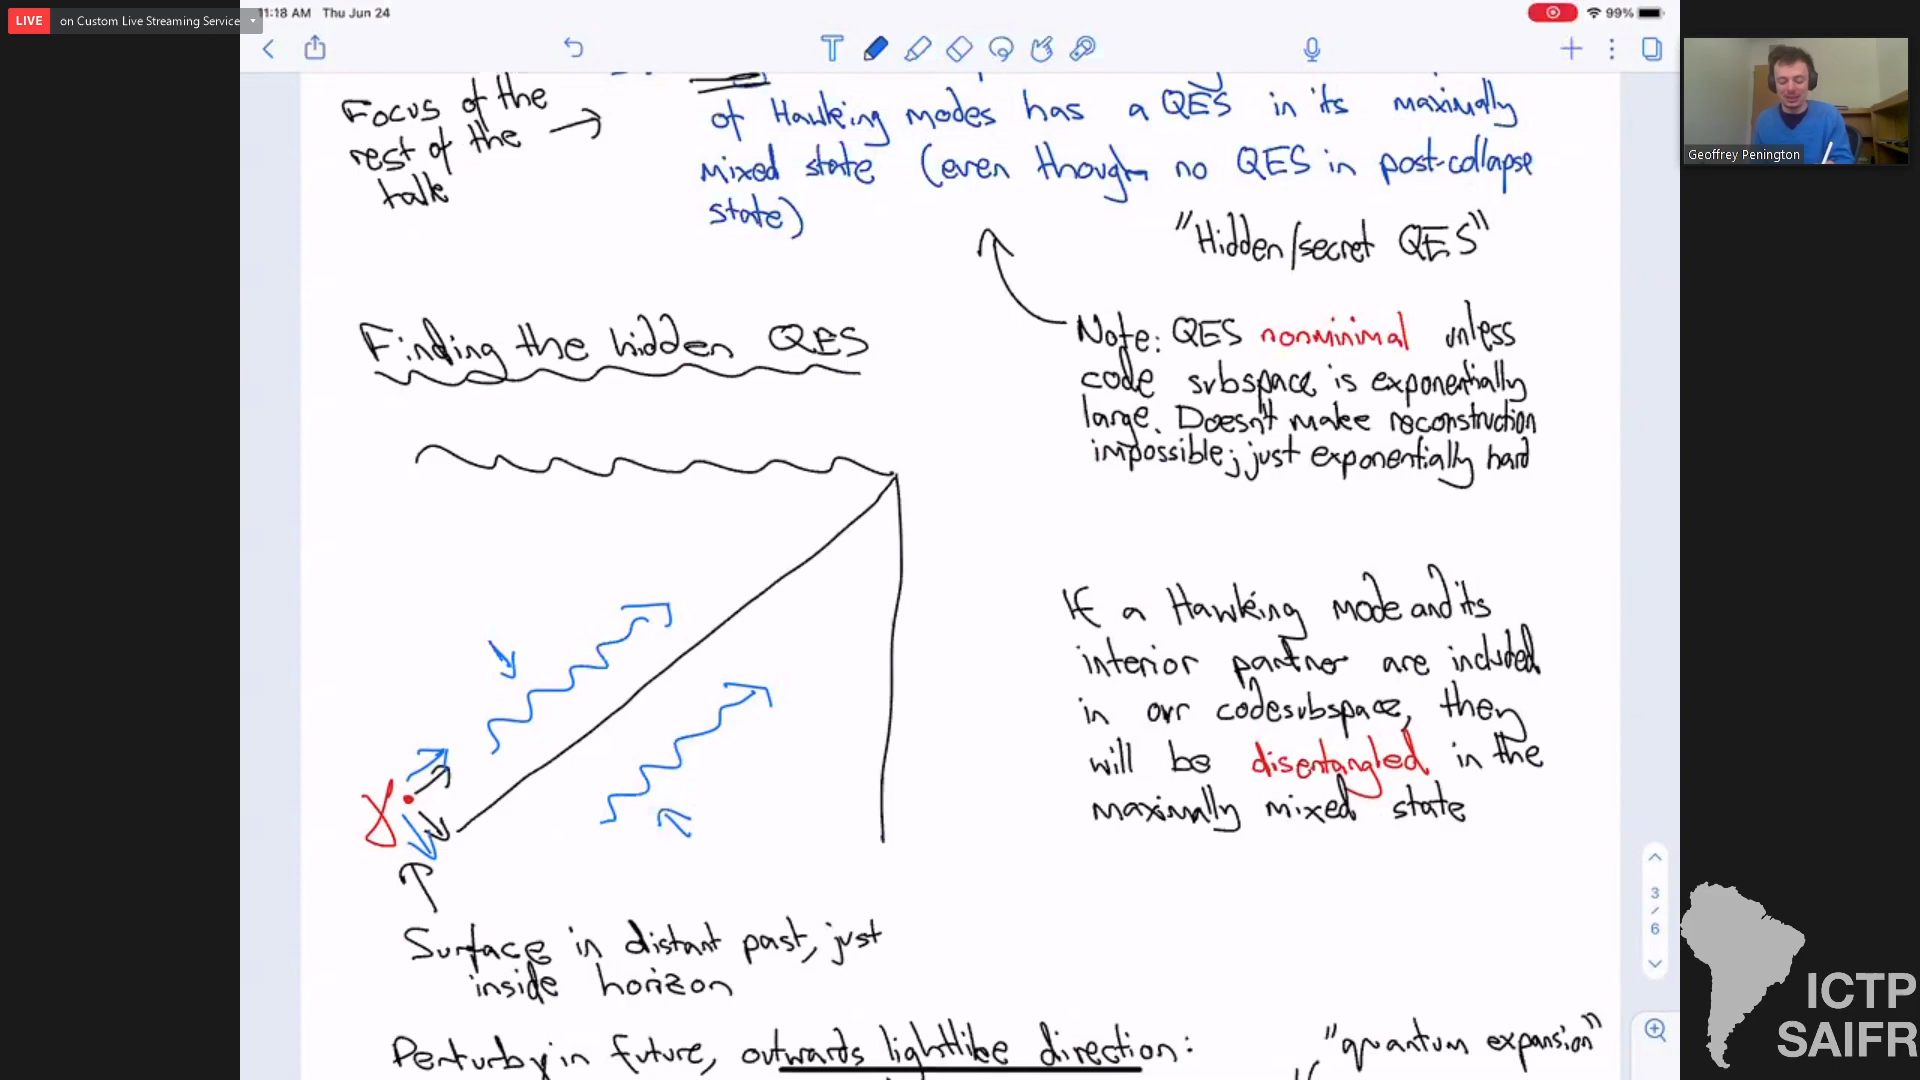 LIVE on Custom Live Streaming Service
11:18 AM Thu Jun 24
99%
Geoffrey Penington
Focus of the
rest of the
talk
of Hawking modes has a QES in its maximally
mixed state (even though no QES in post-collapse
state)
"Hidden/secret QES"
Finding the hidden QES
Note: QES nonminimal unless
code subspace is exponentially
large. Doesn't make reconstruction
impossible; just exponentially hard
If a Hawking mode and its
interior partner are included
in our codesubspace, they
will be disentangled in the
maximally mixed state
γ
Surface in distant past, just
inside horizon
Perturb γ in future, outwards lightlike direction:
"quantum expansion"
3
/
6
ICTP
SAIFR